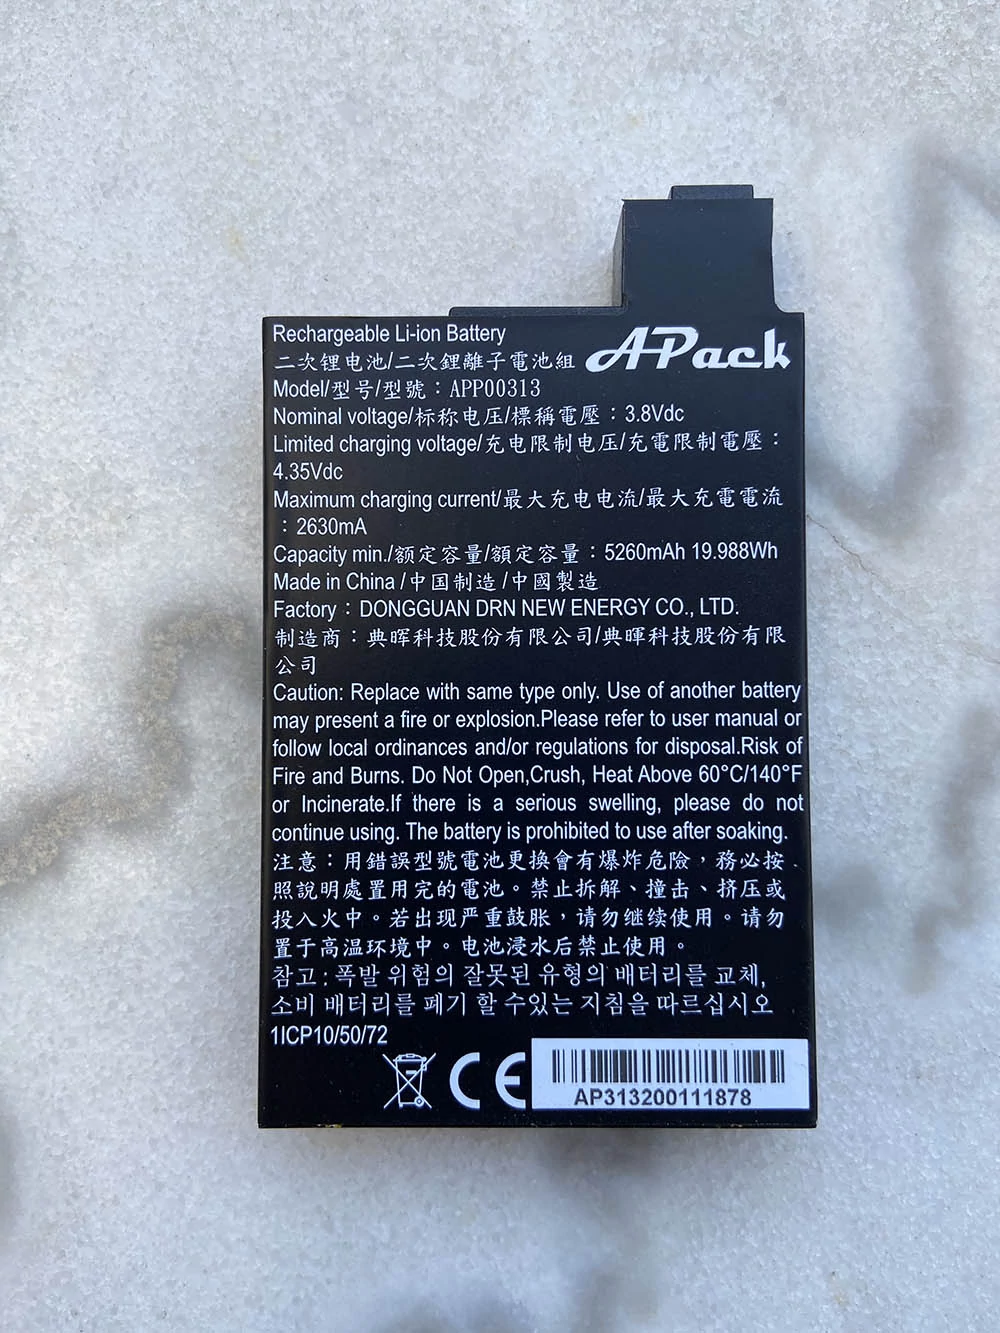 Rechargeable Li-ion Battery
二次锂电池/二次鋰離子電池組 APack
Model/型号/型號：APP00313
Nominal voltage/标称电压/標稱電壓：3.8Vdc
Limited charging voltage/充电限制电压/充電限制電壓：
4.35Vdc
Maximum charging current/最大充电电流/最大充電電流
：2630mA
Capacity min./额定容量/額定容量：5260mAh 19.988Wh
Made in China /中国制造 /中國製造
Factory：DONGGUAN DRN NEW ENERGY CO., LTD.
制造商：典晖科技股份有限公司/典暉科技股份有限
公司
Caution: Replace with same type only. Use of another battery
may present a fire or explosion.Please refer to user manual or
follow local ordinances and/or regulations for disposal.Risk of
Fire and Burns. Do Not Open,Crush, Heat Above 60°C/140°F
or Incinerate.If there is a serious swelling, please do not
continue using. The battery is prohibited to use after soaking.
注意：用錯誤型號電池更換會有爆炸危險，務必按
照說明處置用完的電池。禁止拆解、撞击、挤压或
投入火中。若出现严重鼓胀，请勿继续使用。请勿
置于高温环境中。电池浸水后禁止使用。
참고:폭발 위험의 잘못된 유형의 배터리를 교체,
소비 배터리를 폐기 할 수있는 지침을 따르십시오
1ICP10/50/72
CE
AP313200111878